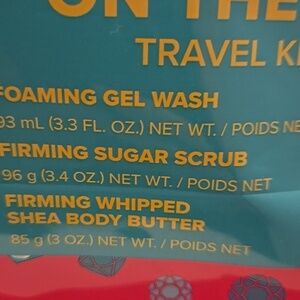 ON THE
TRAVEL K
FOAMING GEL WASH
93 mL (3.3 FL. OZ.) NET WT. / POIDS NE
FIRMING SUGAR SCRUB
96 g (3.4 OZ.) NET WT. / POIDS NET
FIRMING WHIPPED
SHEA BODY BUTTER
85 g (3 OZ.) NET WT. / POIDS NET